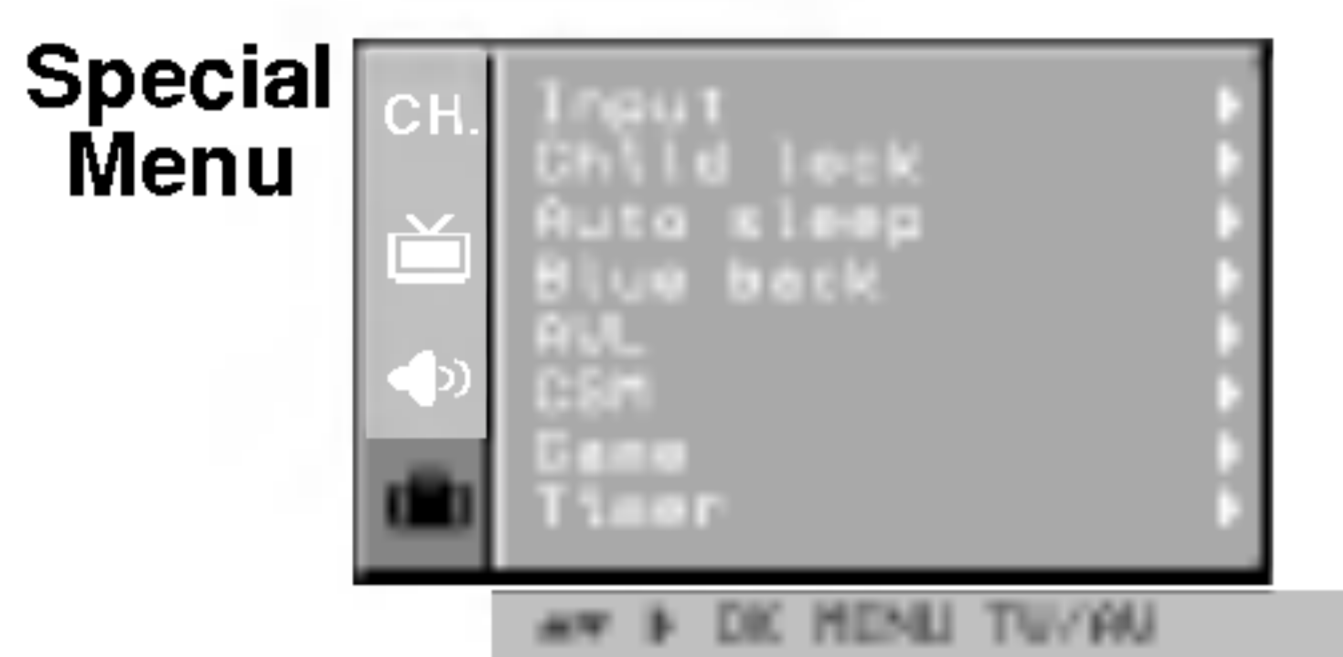 Special
Menu
CH.
Input
Child lock
Auto sleep
Blue back
AVL
CSM
Game
Timer
OK MENU TV/AV